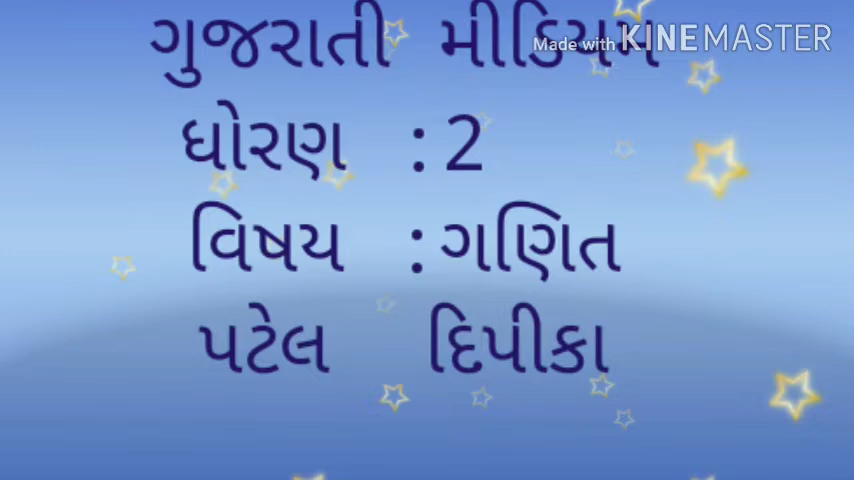 ગુજરાતી મીડિયમ
Made with KINEMASTER
ધોરણ : 2
વિષય : ગણિત
પટેલ દિપીકા